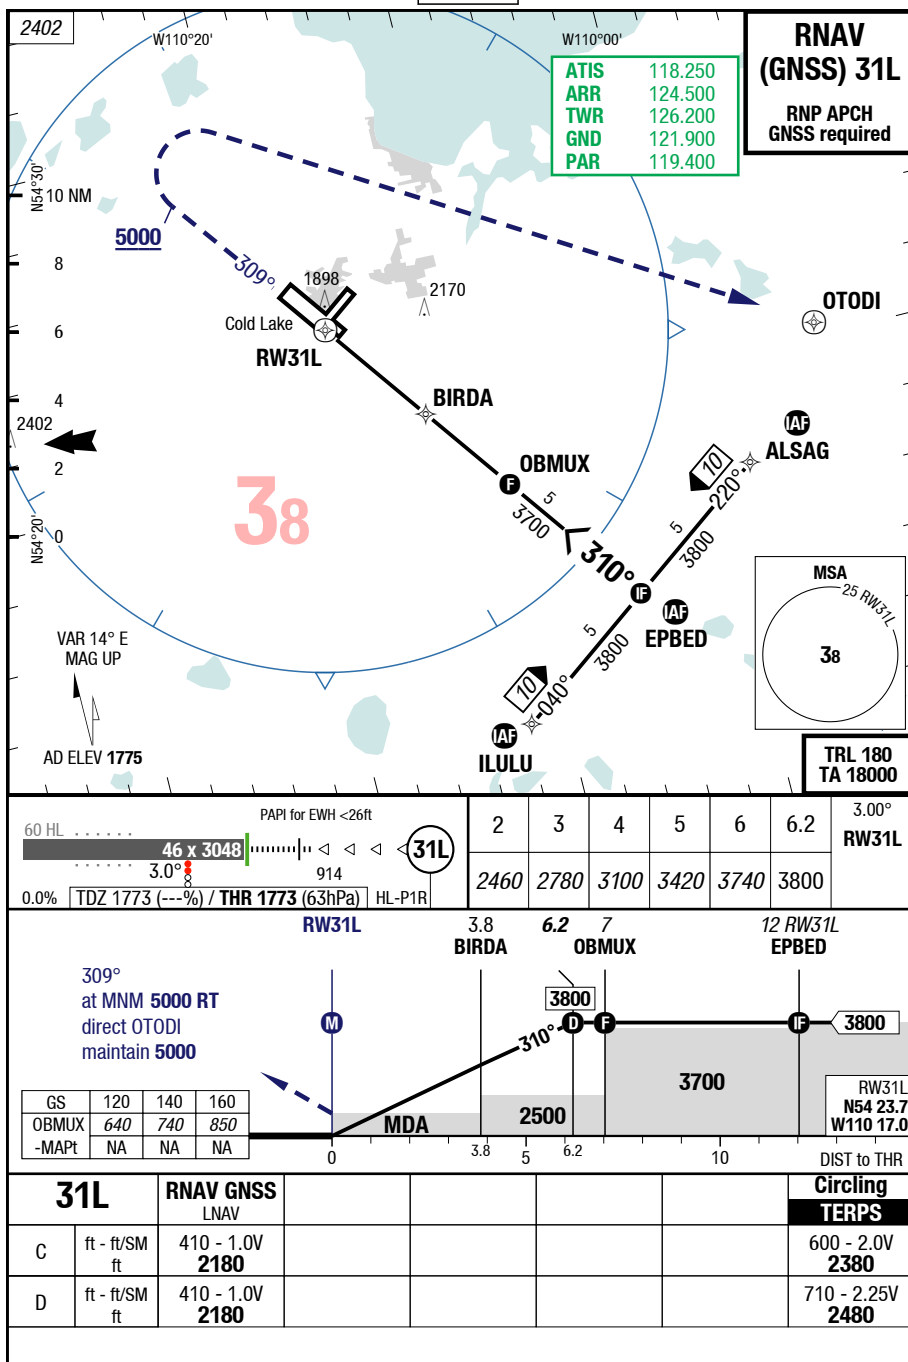 2402
W110°20'
W110°00'
RNAV
(GNSS) 31L
RNP APCH
GNSS required
ATIS 118.250
ARR 124.500
TWR 126.200
GND 121.900
PAR 119.400
N54°30'
10 NM
5000
8
309°
1898
2170
OTODI
Cold Lake
6
RW31L
4
BIRDA
2402
IAF
ALSAG
2
OBMUX
10
220°
F
5
3700
38
5
3800
N54°20'
0
310°
IF
IAF
EPBED
MSA
25 RW31L
38
5
3800
VAR 14° E
MAG UP
10
040°
IAF
ILULU
AD ELEV 1775
TRL 180
TA 18000
60 HL
PAPI for EWH <26ft
46 x 3048
31L
3.0°
914
0.0%
TDZ 1773 (---%) / THR 1773 (63hPa)
HL-P1R
2 3 4 5 6 6.2 3.00°
RW31L
2460 2780 3100 3420 3740 3800
RW31L
3.8
BIRDA
6.2
7
OBMUX
12 RW31L
EPBED
309°
at MNM 5000 RT
direct OTODI
maintain 5000
M
3800
D
F
IF
3800
310°
3700
MDA
2500
RW31L
N54 23.7
W110 17.0
GS 120 140 160
OBMUX 640 740 850
-MAPt NA NA NA
0
3.8
5
6.2
10
DIST to THR
31L
RNAV GNSS
LNAV
Circling
TERPS
C
ft - ft/SM
ft
410 - 1.0V
2180
600 - 2.0V
2380
D
ft - ft/SM
ft
410 - 1.0V
2180
710 - 2.25V
2480